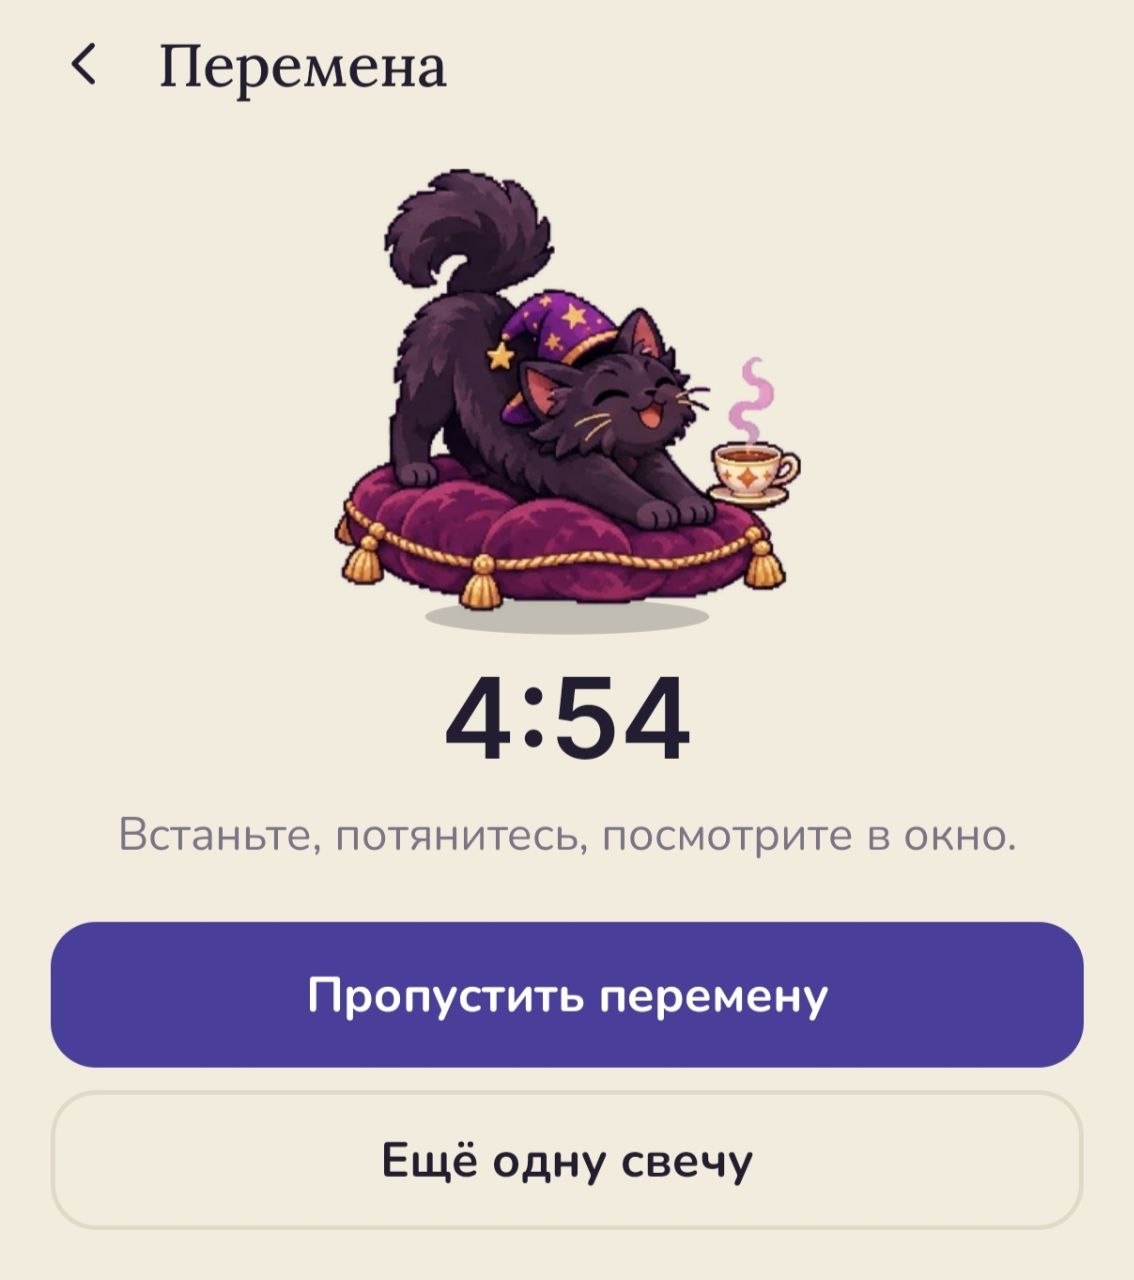 Перемена
4:54
Встаньте, потянитесь, посмотрите в окно.
Пропустить перемену
Ещё одну свечу